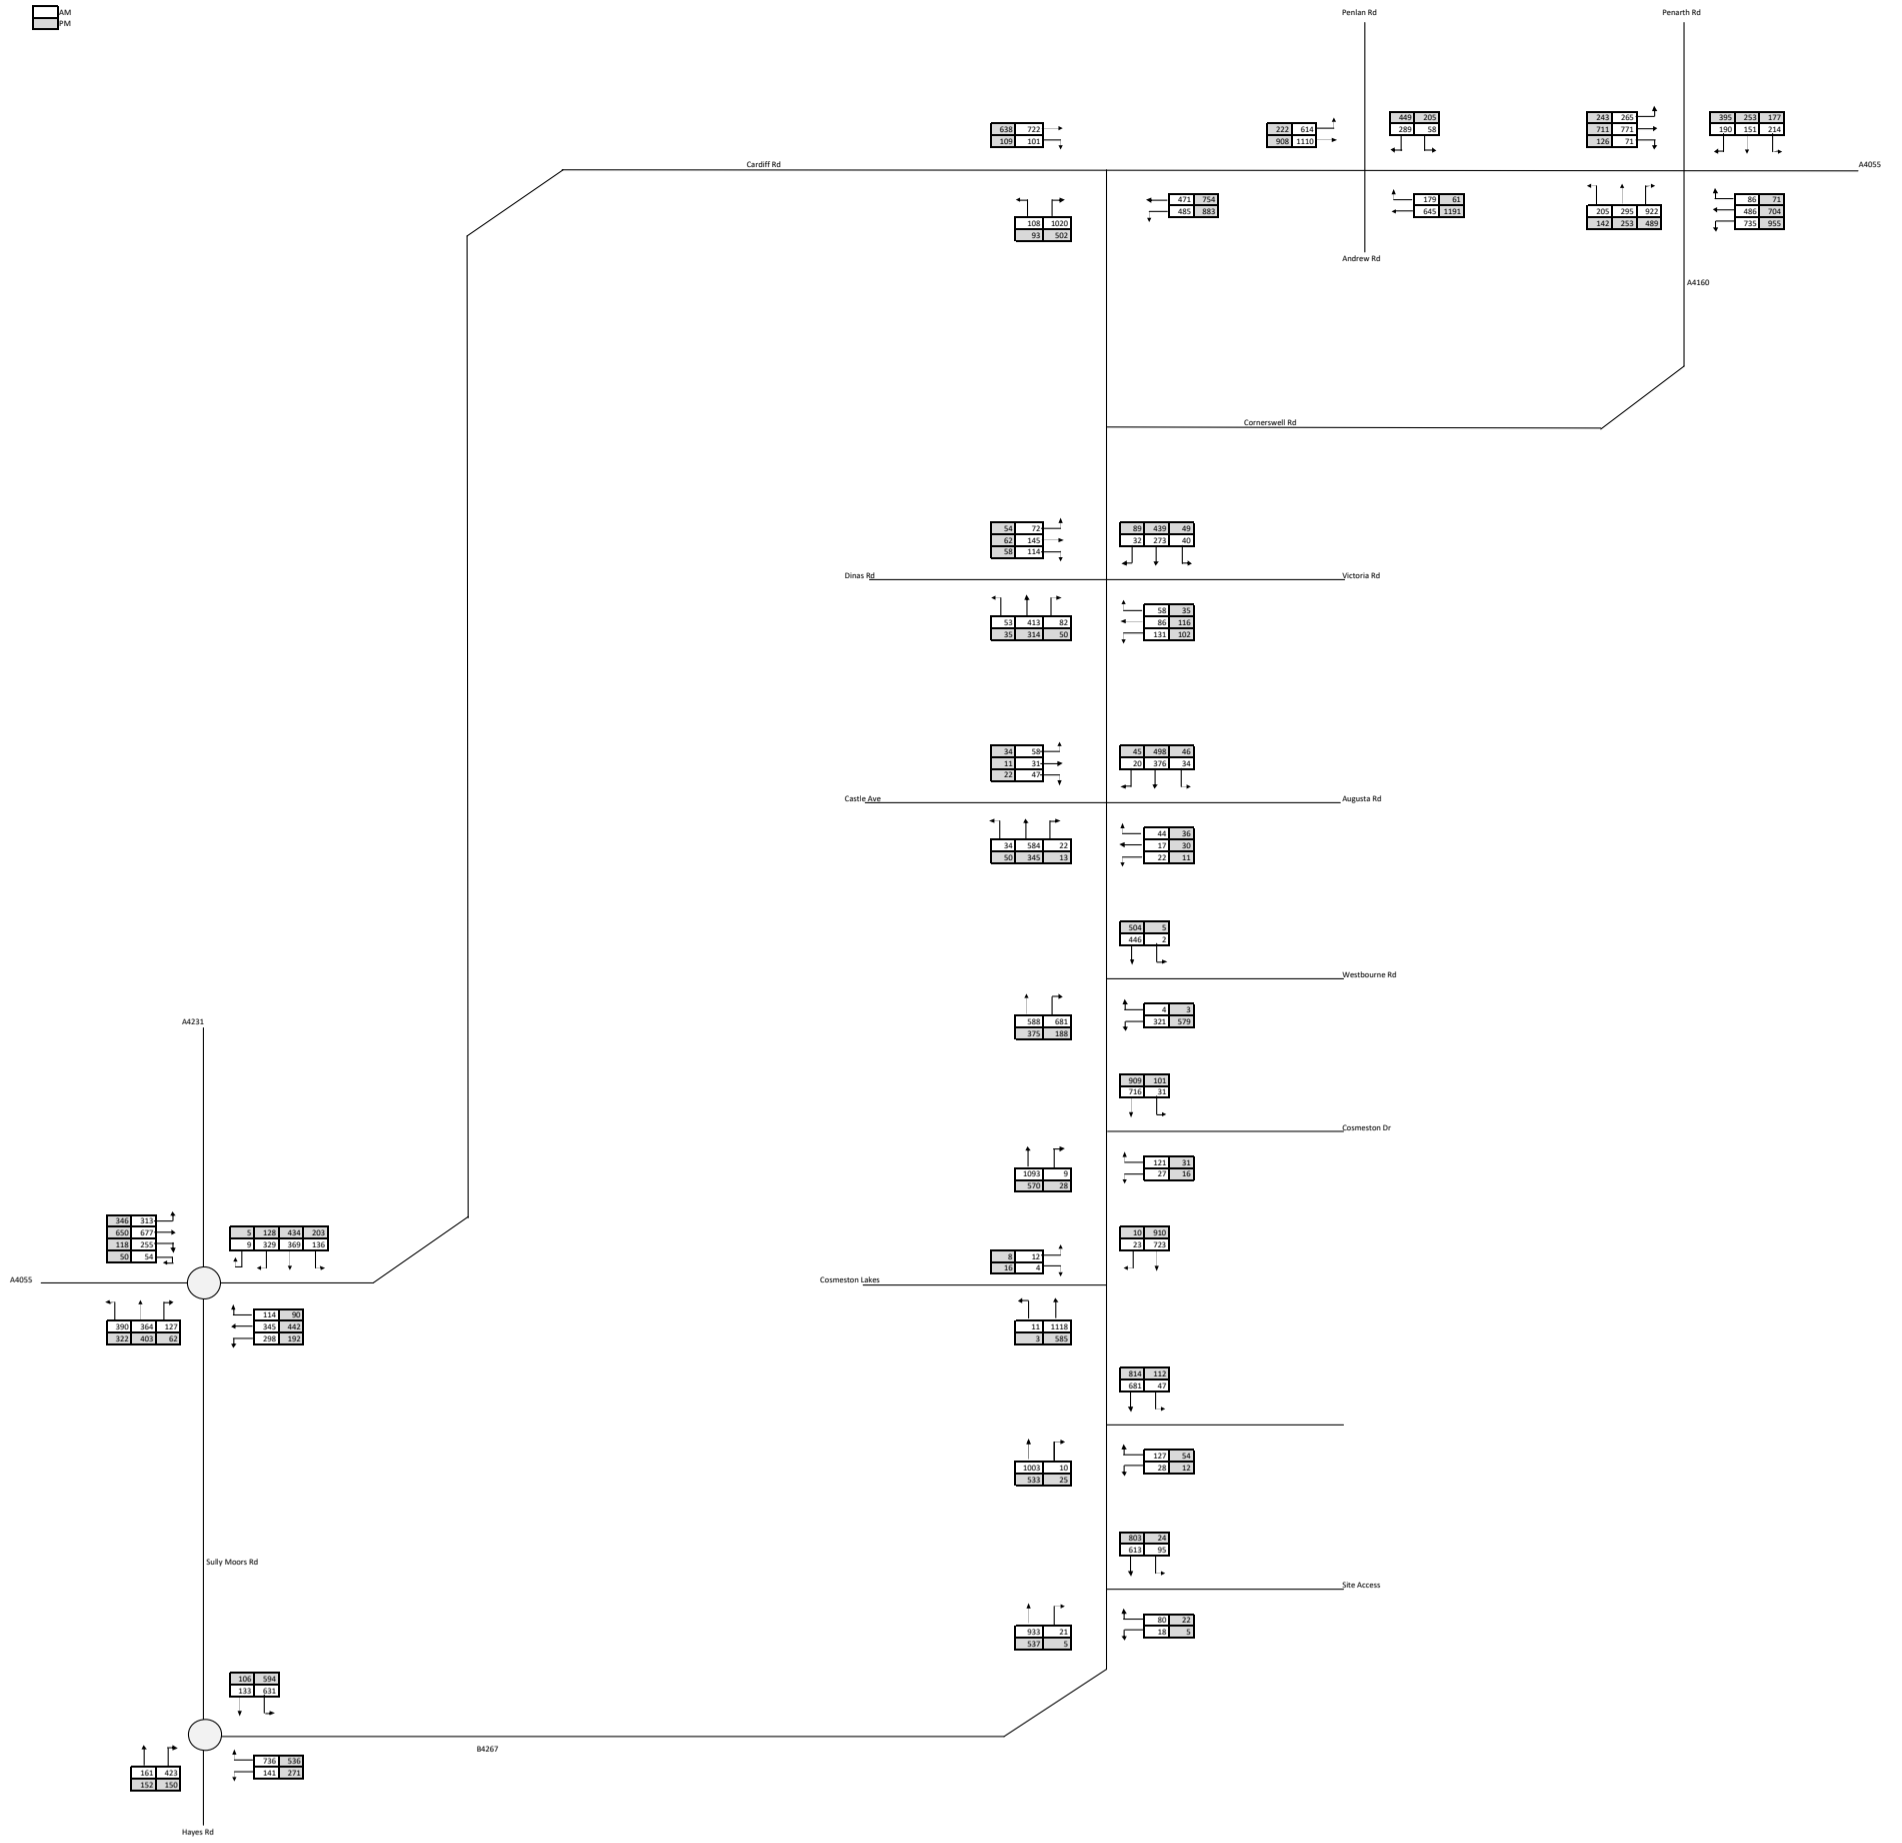 AM
PM
Penlan Rd
Penarth Rd
638 722
109 101
222 614
908 1110
449 205
289 58
243 265
711 771
126 71
395 253 177
190 151 214
Cardiff Rd
A4055
108 1020
93 502
471 754
485 883
179 61
645 1191
205 295 922
142 253 489
86 71
486 704
735 955
Andrew Rd
A4160
Cornerswell Rd
54 72
62 145
58 114
89 439 49
32 273 40
Dinas Rd
Victoria Rd
53 413 82
35 314 50
58 35
86 116
131 102
34 58
11 31
22 47
45 498 46
20 376 34
Castle Ave
Augusta Rd
34 584 22
50 345 13
44 36
17 30
22 11
504 5
446 2
Westbourne Rd
588 681
375 188
4 3
321 579
A4231
909 101
716 31
Cosmeston Dr
1093 9
570 28
121 31
27 16
346 313
650 677
118 255
50 54
5 128 434 203
9 329 369 136
8 12
16 4
10 910
23 723
A4055
Cosmeston Lakes
390 364 127
322 403 62
114 90
345 442
298 192
11 1118
3 585
814 112
681 47
1003 10
533 25
127 54
28 12
803 24
613 95
Sully Moors Rd
Site Access
933 21
537 5
80 22
18 5
106 594
133 631
B4267
161 423
152 150
736 536
141 271
Hayes Rd